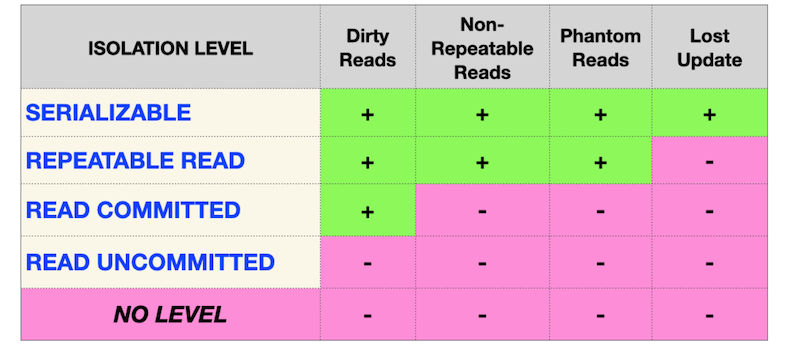 ISOLATION LEVEL Dirty Reads Non-Repeatable Reads Phantom Reads Lost Update
SERIALIZABLE + + + +
REPEATABLE READ + + + -
READ COMMITTED + - - -
READ UNCOMMITTED - - - -
NO LEVEL - - - -